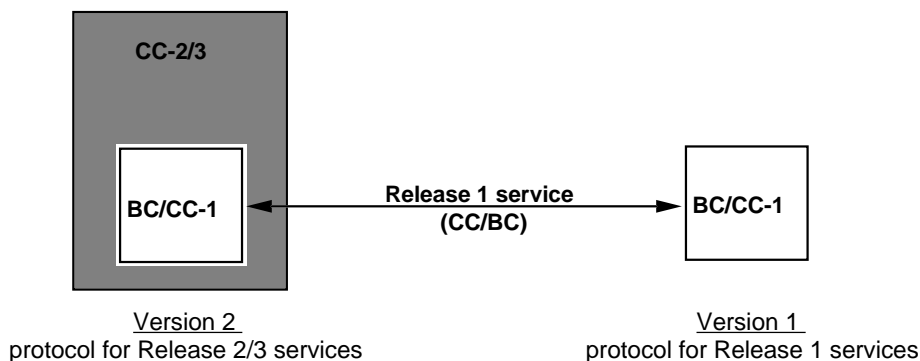 CC-2/3
BC/CC-1
Release 1 service
(CC/BC)
BC/CC-1
Version 2
protocol for Release 2/3 services
Version 1
protocol for Release 1 services